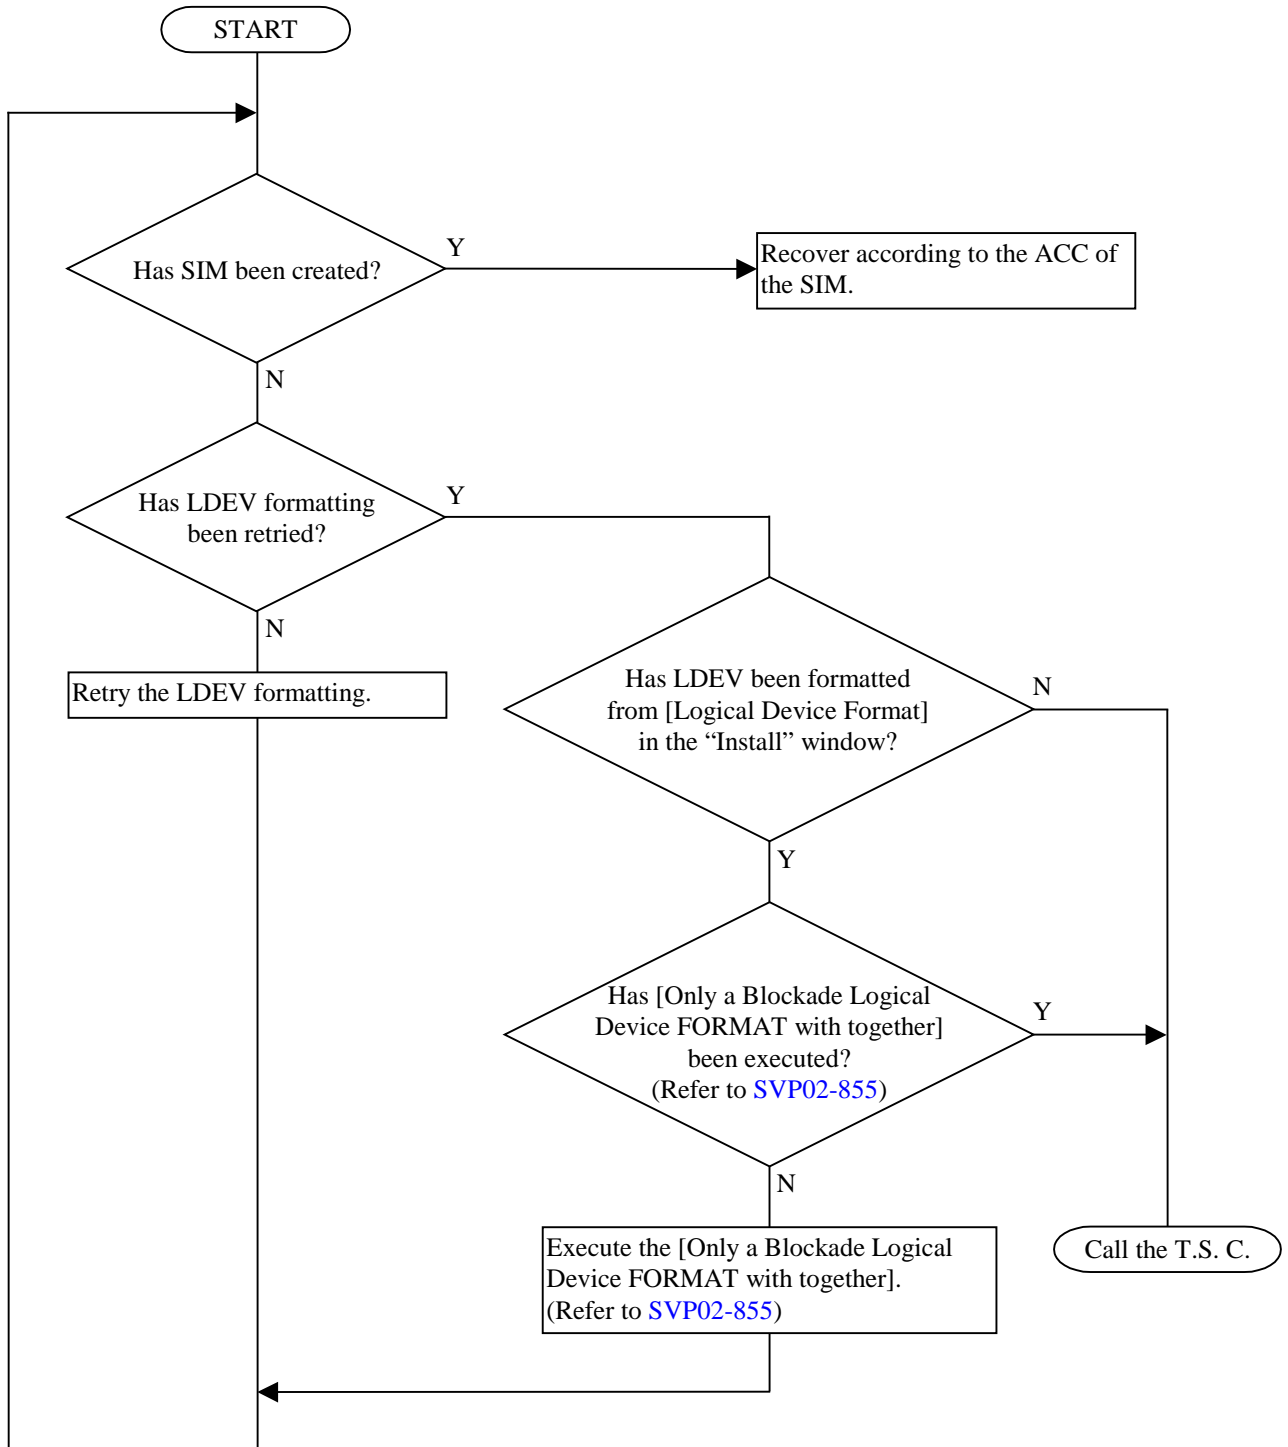 START
Has SIM been created?
Y
Recover according to the ACC of
the SIM.
N
Has LDEV formatting
been retried?
Y
N
Retry the LDEV formatting.
Has LDEV been formatted
from [Logical Device Format]
in the “Install” window?
N
Y
Has [Only a Blockade Logical
Device FORMAT with together]
been executed?
(Refer to SVP02-855)
Y
N
Execute the [Only a Blockade Logical
Device FORMAT with together].
(Refer to SVP02-855)
Call the T.S. C.